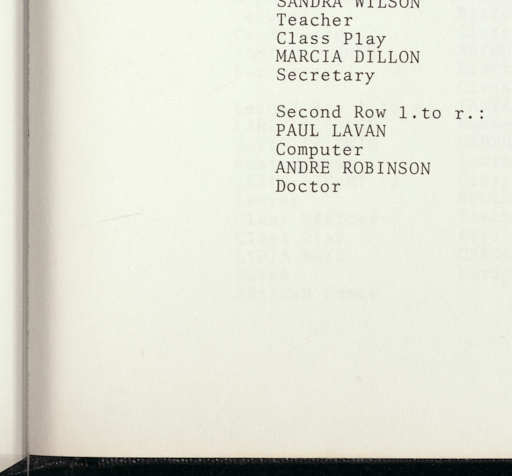 SANDRA WILSON
Teacher
Class Play
MARCIA DILLON
Secretary
Second Row l.to r.:
PAUL LAVAN
Computer
ANDRE ROBINSON
Doctor